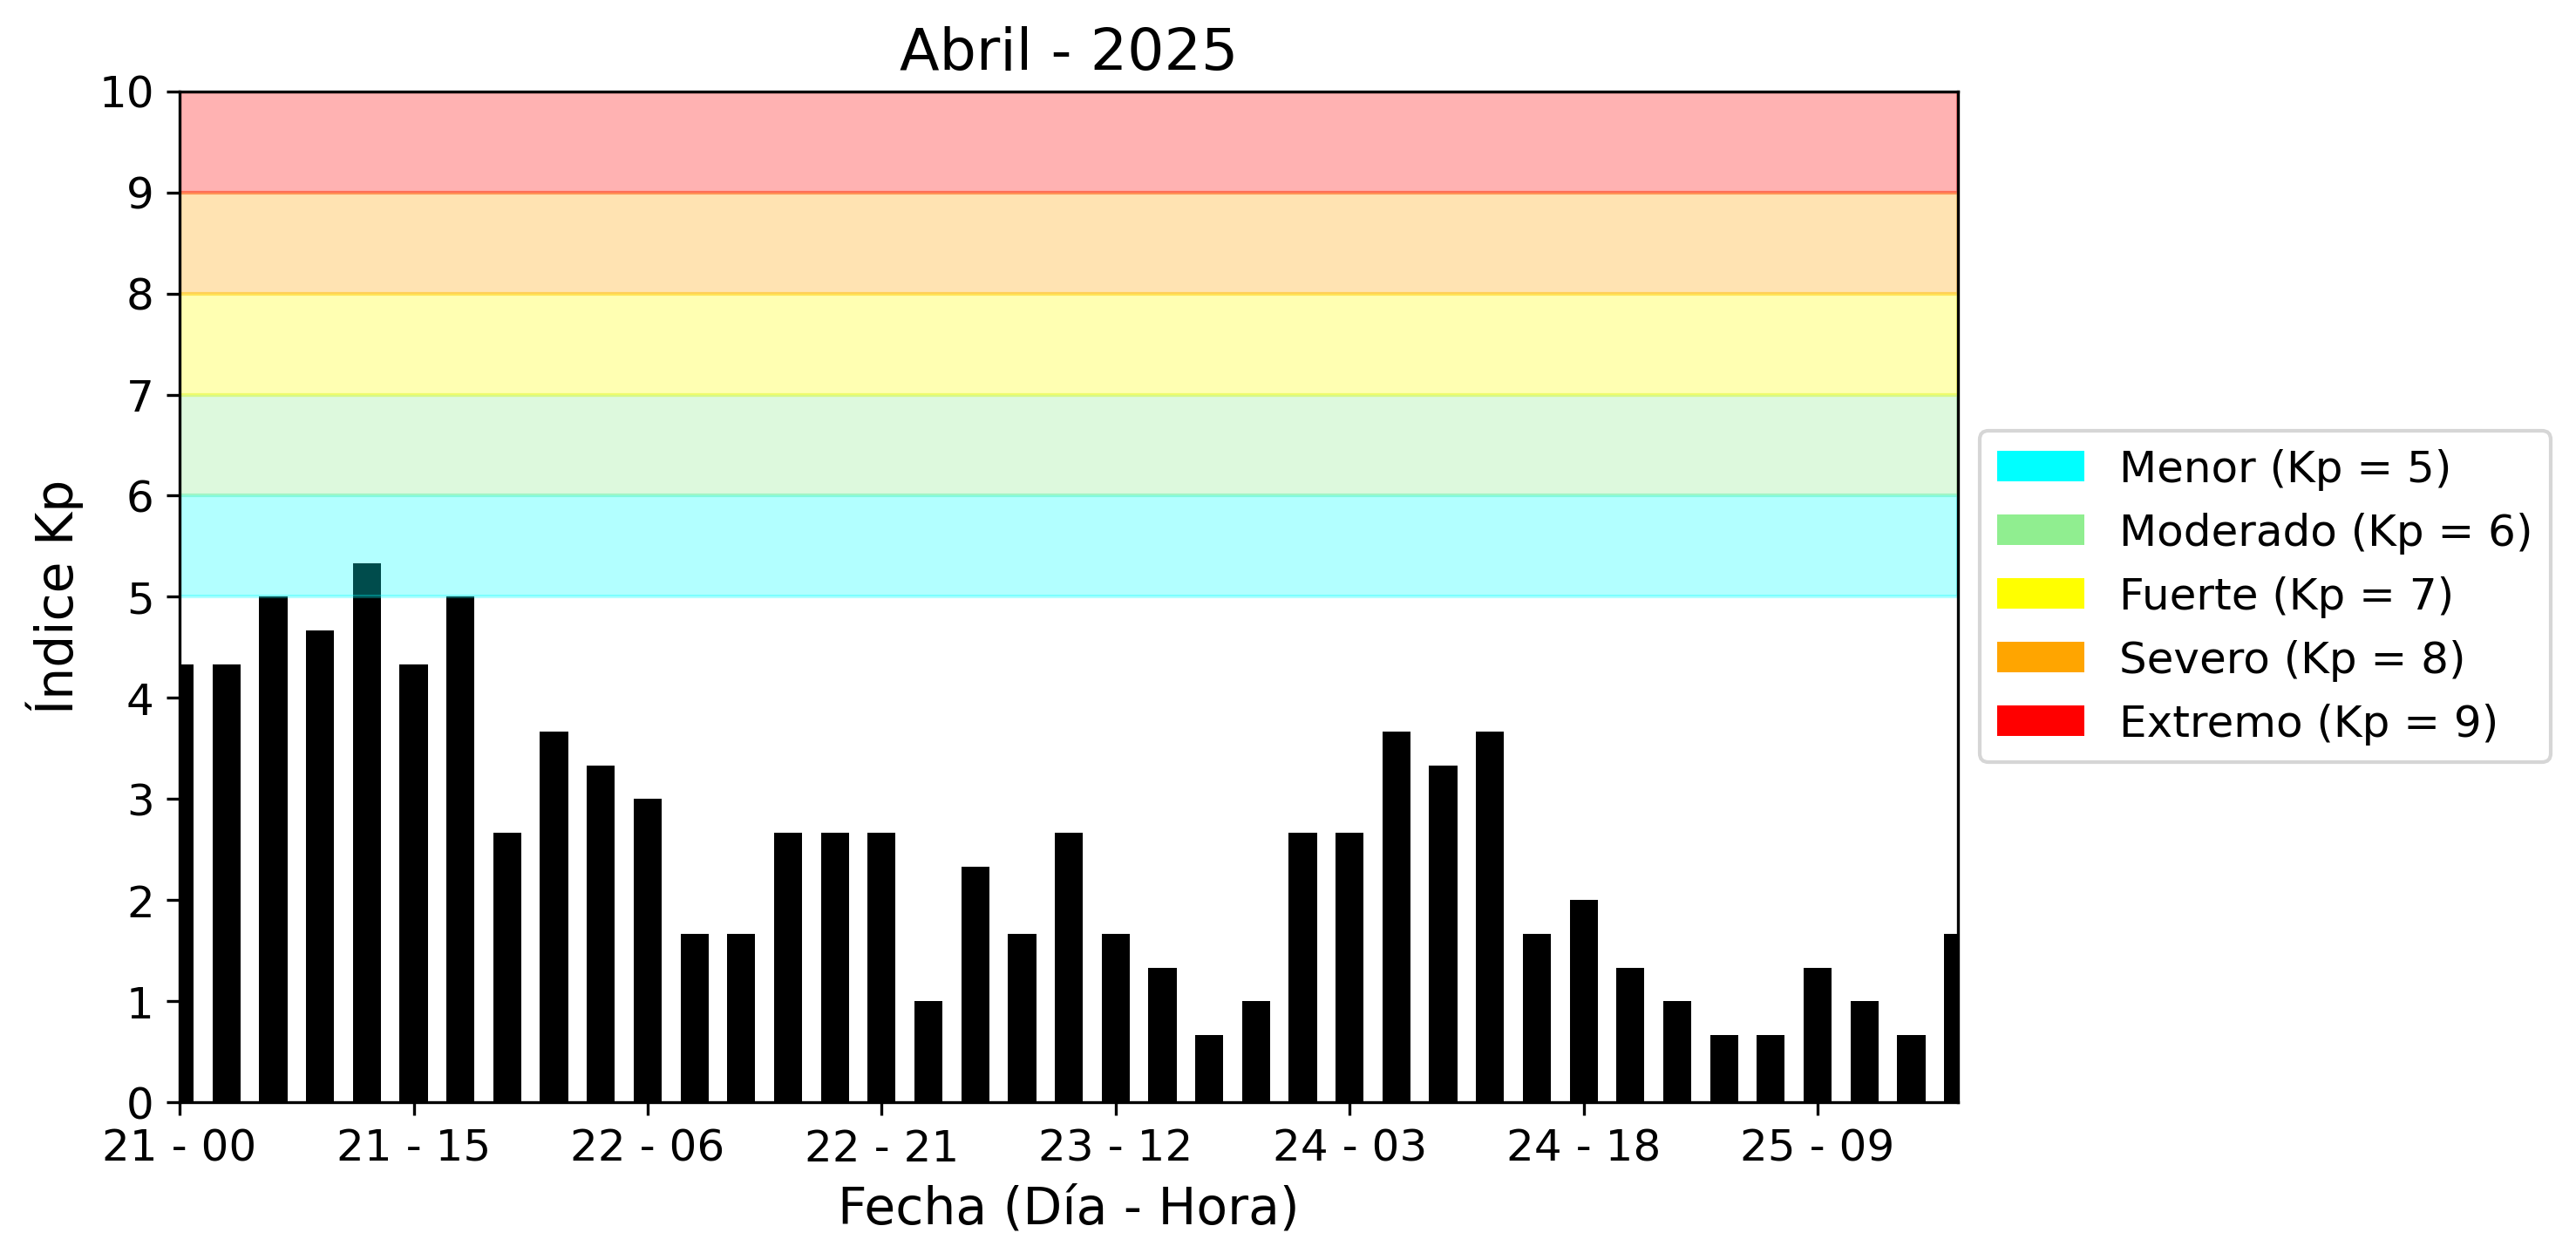 Abril - 2025
10
9
8
7
6
5
4
3
2
1
0
Índice Kp
21 - 00
21 - 15
22 - 06
22 - 21
23 - 12
24 - 03
24 - 18
25 - 09
Fecha (Día - Hora)
Menor (Kp = 5)
Moderado (Kp = 6)
Fuerte (Kp = 7)
Severo (Kp = 8)
Extremo (Kp = 9)